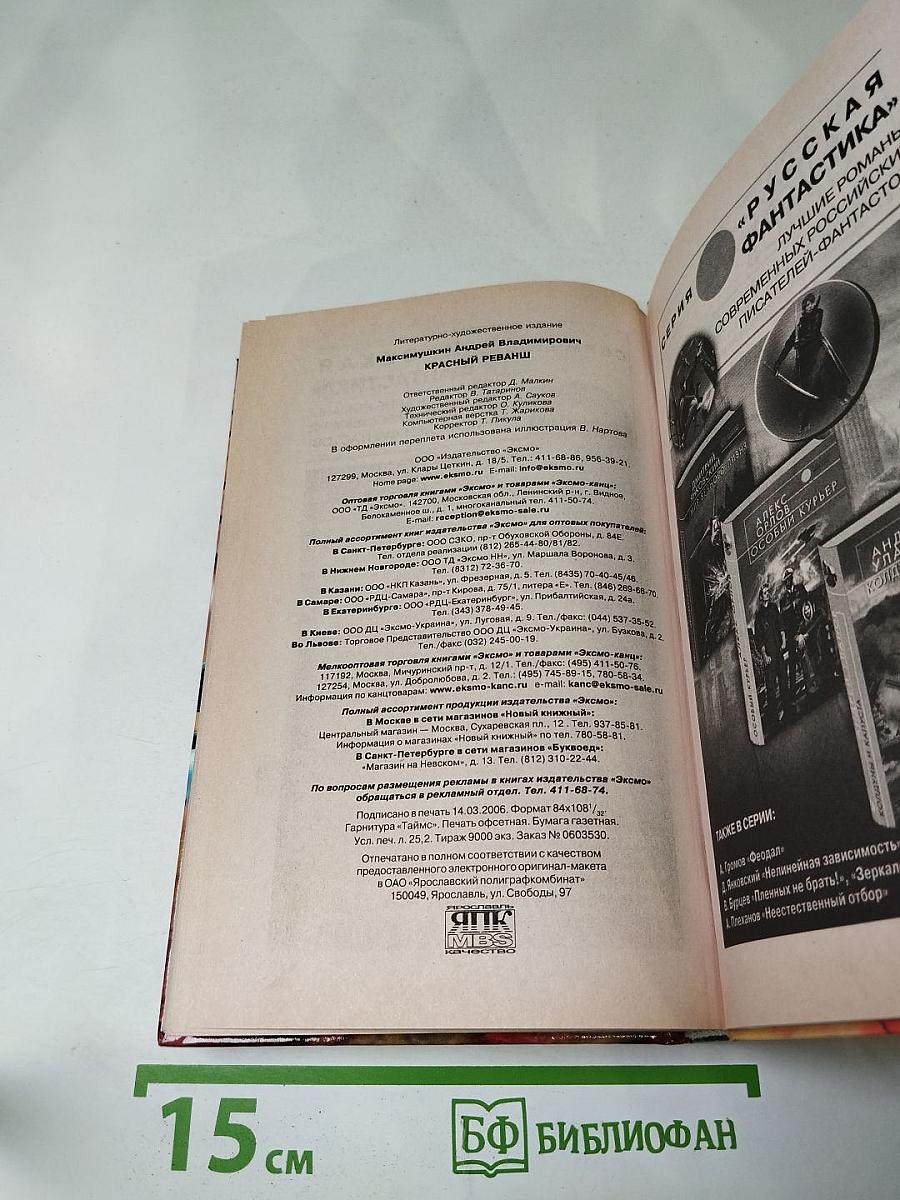 Литературно-художественное издание
Максимушкин Андрей Владимирович
КРАСНЫЙ РЕВАНШ
Ответственный редактор Д. Малкин
Редактор В. Татаринов
Художественный редактор А. Сауков
Технический редактор О. Куликова
Компьютерная верстка Т. Жарикова
Корректор Т. Пикула
В оформлении переплета использована иллюстрация В. Нартова
ООО «Издательство «Эксмо»
127299, Москва, ул. Клары Цеткин, д. 18/5. Тел.: 411-68-86, 956-39-21.
Home page: www.eksmo.ru E-mail: info@eksmo.ru
Оптовая торговля книгами «Эксмо» и товарами «Эксмо-канц»:
ООО «ТД «Эксмо». 142700, Московская обл., Ленинский р-н, г. Видное,
Белокаменное ш., д. 1, многоканальный тел. 411-50-74.
E-mail: reception@eksmo-sale.ru
Полный ассортимент книг издательства «Эксмо» для оптовых покупателей:
В Санкт-Петербурге: ООО СЗКО, пр-т Обуховской Обороны, д. 84Е.
Тел. отдела реализации (812) 265-44-80/81/82.
В Нижнем Новгороде: ООО ТД «Эксмо НН», ул. Маршала Воронова, д. 3.
Тел. (8312) 72-36-70.
В Казани: ООО «НКП Казань», ул. Фрезерная, д. 5. Тел. (8435) 70-40-45/46.
В Самаре: ООО «РДЦ-Самара», пр-т Кирова, д. 75/1, литера «Е». Тел. (846) 269-66-70.
В Екатеринбурге: ООО «РДЦ-Екатеринбург», ул. Прибалтийская, д. 24а.
Тел. (343) 378-49-45.
В Киеве: ООО ДЦ «Эксмо-Украина», ул. Луговая, д. 9. Тел./факс: (044) 537-35-52.
Во Львове: Торговое Представительство ООО ДЦ «Эксмо-Украина», ул. Бузкова, д. 2.
Тел./факс (032) 245-00-19.
Мелкооптовая торговля книгами «Эксмо» и товарами «Эксмо-канц»:
117192, Москва, Мичуринский пр-т, д. 12/1. Тел./факс: (495) 411-50-76.
127254, Москва, ул. Добролюбова, д. 2. Тел.: (495) 745-89-15, 780-58-34.
Информация по канцтоварам: www.eksmo-kanc.ru e-mail: kanc@eksmo-sale.ru
Полный ассортимент продукции издательства «Эксмо»:
В Москве в сети магазинов «Новый книжный»:
Центральный магазин — Москва, Сухаревская пл., 12 . Тел. 937-85-81.
Информация о магазинах «Новый книжный» по тел. 780-58-81.
В Санкт-Петербурге в сети магазинов «Буквоед»:
«Магазин на Невском», д. 13. Тел. (812) 310-22-44.
По вопросам размещения рекламы в книгах издательства «Эксмо»
обращаться в рекламный отдел. Тел. 411-68-74.
Подписано в печать 14.03.2006. Формат 84x108 1/32.
Гарнитура «Таймс». Печать офсетная. Бумага газетная.
Усл. печ. л. 25,2. Тираж 9000 экз. Заказ № 0603530.
Отпечатано в полном соответствии с качеством
предоставленного электронного оригинал-макета
в ОАО «Ярославский полиграфкомбинат»
150049, Ярославль, ул. Свободы, 97
ЯРОСЛАВЛЬ
ЯПК
MBS
КАЧЕСТВО
СЕРИЯ
«РУССКАЯ
ФАНТАСТИКА»
ЛУЧШИЕ РОМАНЫ
СОВРЕМЕННЫХ РОССИЙСКИ
ПИСАТЕЛЕЙ-ФАНТАСТО
АЛЕКС
ОРЛОВ
ОСОБЫЙ КУРЬЕР
ОСОБЫЙ КУРЬЕР
АНД
КОЛД
ТАКЖЕ В СЕРИИ:
А. Громов «Феодал»
Д. Янковский «Нелинейная зависимость»
В. Бурцев «Пленных не брать!», «Зеркал
А. Плеханов «Неестественный отбор»
15 см
БФ БИБЛИОФАН